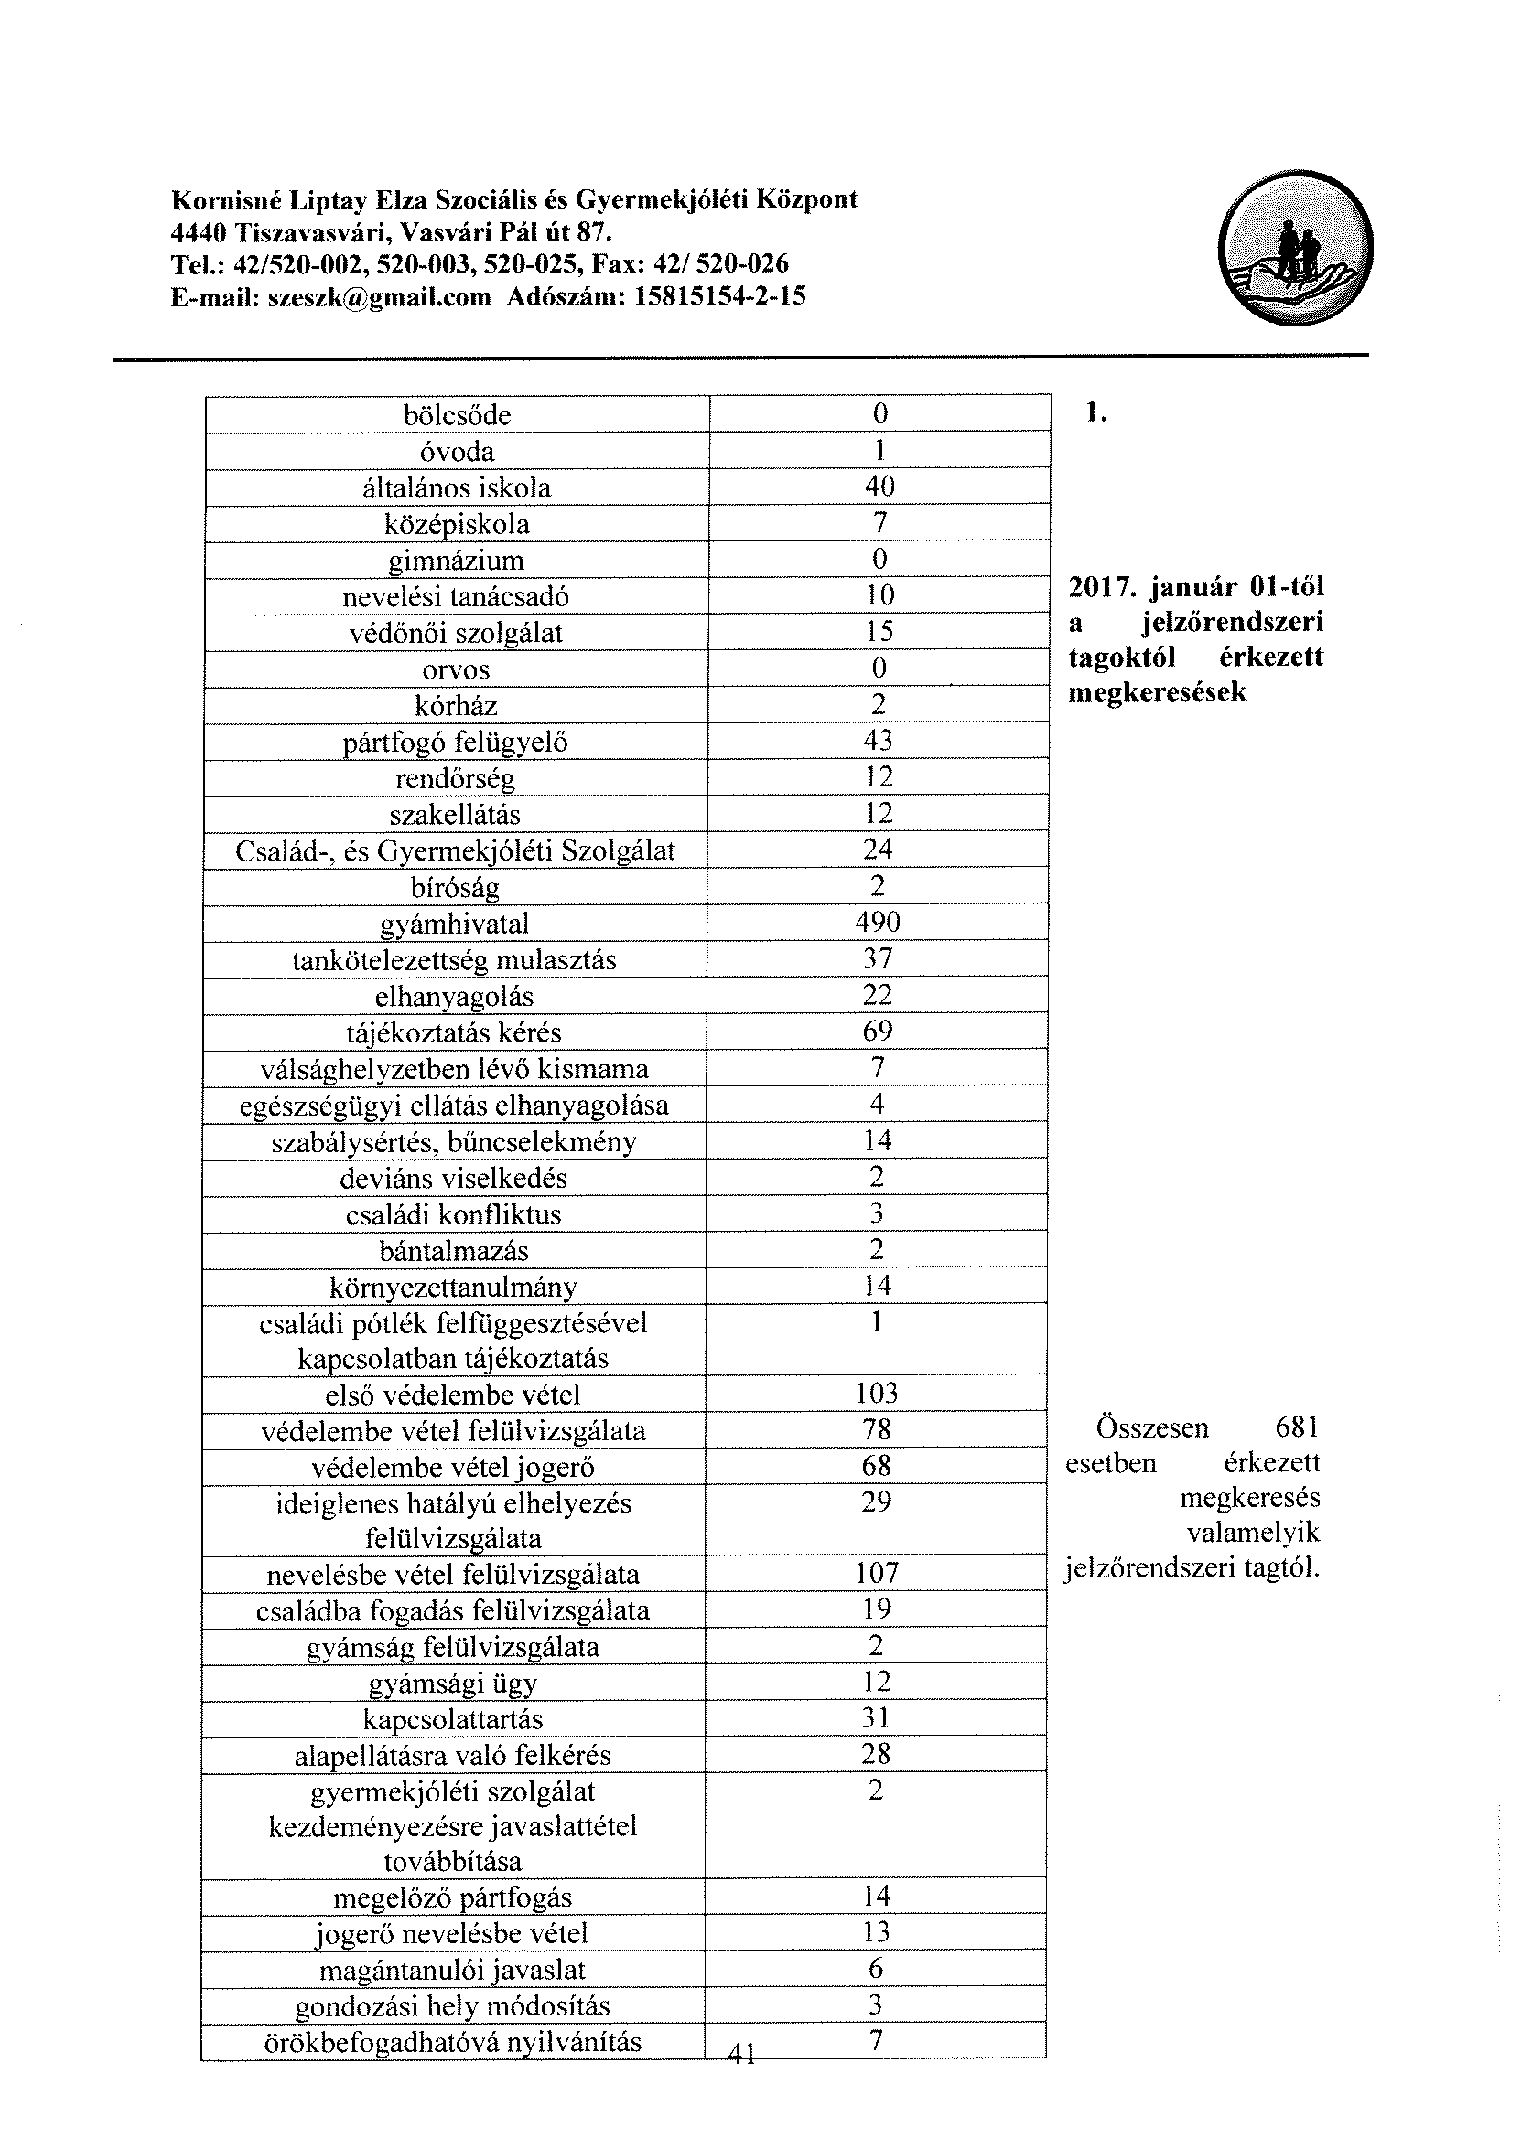 Kornisné Liptay Elza Szociális és Gyermekjóléti Központ
4440 Tiszavasvári, Vasvári Pál út 87.
Tel.: 42/520-002, 520-003, 520-025, Fax: 42/ 520-026
E-mail: szeszk@gmail.com Adószám: 15815154-2-15
bölcsőde 0
óvoda 1
általános iskola 40
középiskola 7
gimnázium 0
nevelési tanácsadó 10
védőnői szolgálat 15
orvos 0
kórház 2
pártfogó felügyelő 43
rendőrség 12
szakellátás 12
Család-, és Gyermekjóléti Szolgálat 24
bíróság 2
gyámhivatal 490
tankötelezettség mulasztás 37
elhanyagolás 22
tájékoztatás kérés 69
válsághelyzetben lévő kismama 7
egészségügyi ellátás elhanyagolása 4
szabálysértés, bűncselekmény 14
deviáns viselkedés 2
családi konfliktus 3
bántalmazás 2
környezettanulmány 14
családi pótlék felfüggesztésével 1
kapcsolatban tájékoztatás
első védelembe vétel 103
védelembe vétel felülvizsgálata 78
védelembe vétel jogerő 68
ideiglenes hatályú elhelyezés 29
felülvizsgálata
nevelésbe vétel felülvizsgálata 107
családba fogadás felülvizsgálata 19
gyámság felülvizsgálata 2
gyámsági ügy 12
kapcsolattartás 31
alapellátásra való felkérés 28
gyermekjóléti szolgálat 2
kezdeményezésre javaslattétel
továbbítása
megelőző pártfogás 14
jogerő nevelésbe vétel 13
magántanulói javaslat 6
gondozási hely módosítás 3
örökbefogadhatóvá nyilvánítás 7
1.
2017. január 01-től
a jelzőrendszeri
tagoktól érkezett
megkeresések
Összesen 681
esetben érkezett
megkeresés
valamelyik
jelzőrendszeri tagtól.
41